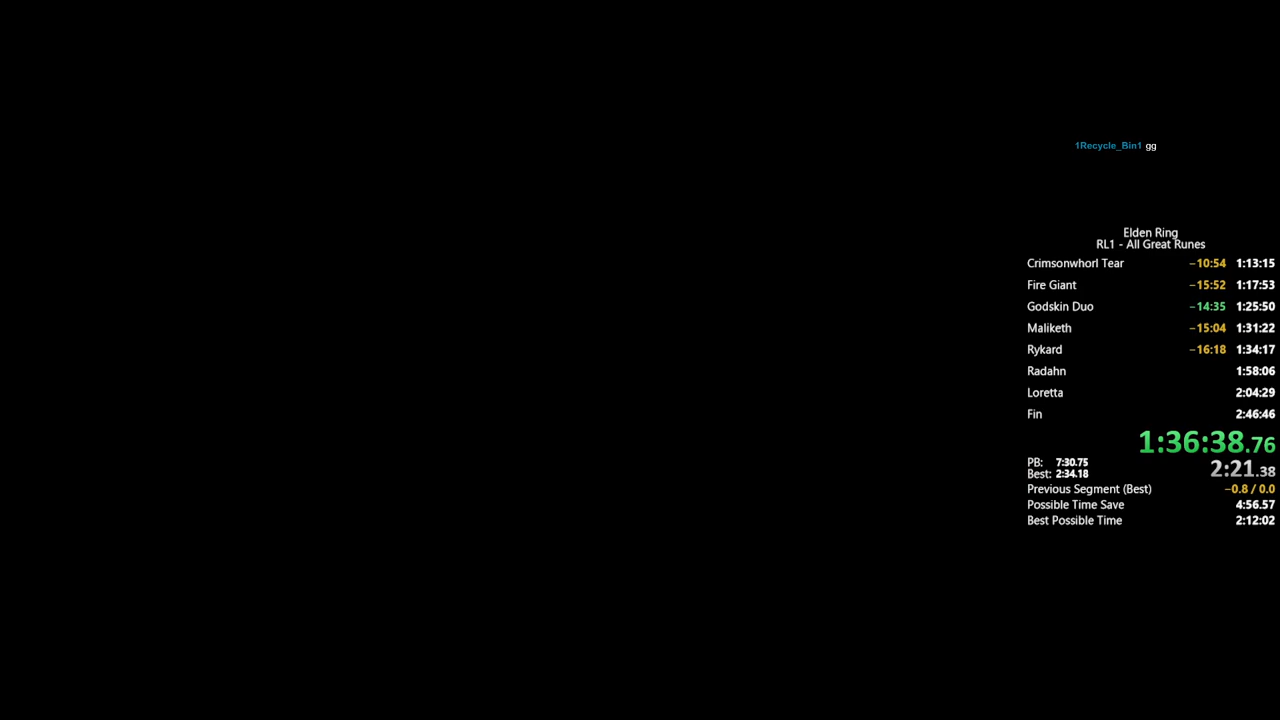 1Recycle_Bin1 gg
Elden Ring
RL1 - All Great Runes
Crimsonwhorl Tear −10:54 1:13:15
Fire Giant −15:52 1:17:53
Godskin Duo −14:35 1:25:50
Maliketh −15:04 1:31:22
Rykard −16:18 1:34:17
Radahn 1:58:06
Loretta 2:04:29
Fin 2:46:46
1:36:38.76
PB: 7:30.75
Best: 2:34.18
2:21.38
Previous Segment (Best) −0.8 / 0.0
Possible Time Save 4:56.57
Best Possible Time 2:12:02